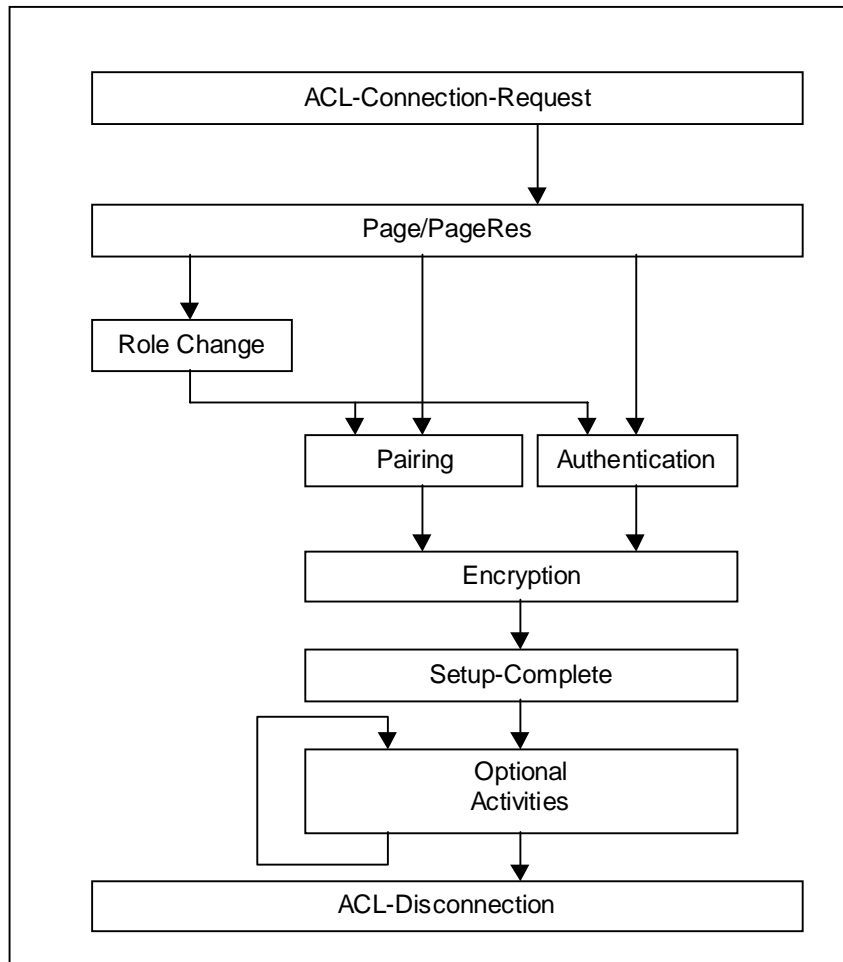 ACL-Connection-Request
Page/PageRes
Role Change
Pairing
Authentication
Encryption
Setup-Complete
Optional
Activities
ACL-Disconnection